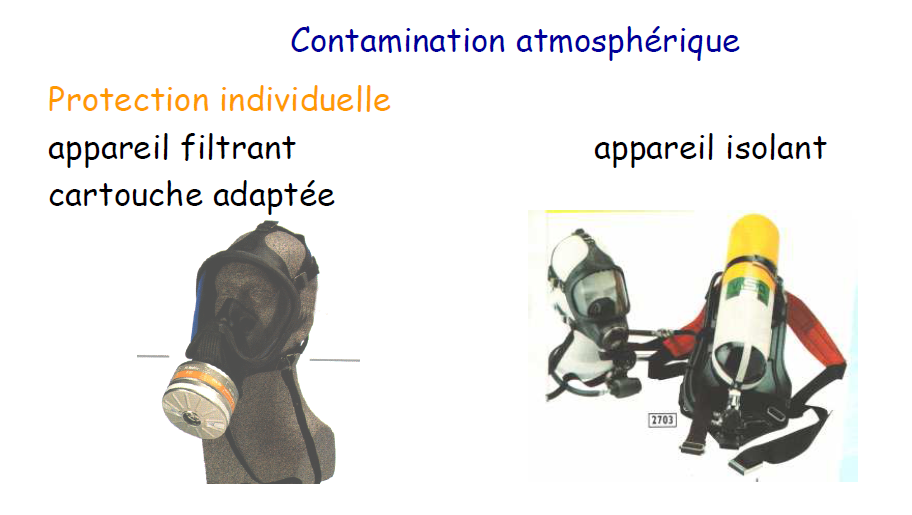 Contamination atmosphérique
Protection individuelle
appareil filtrant
appareil isolant
cartouche adaptée
2703